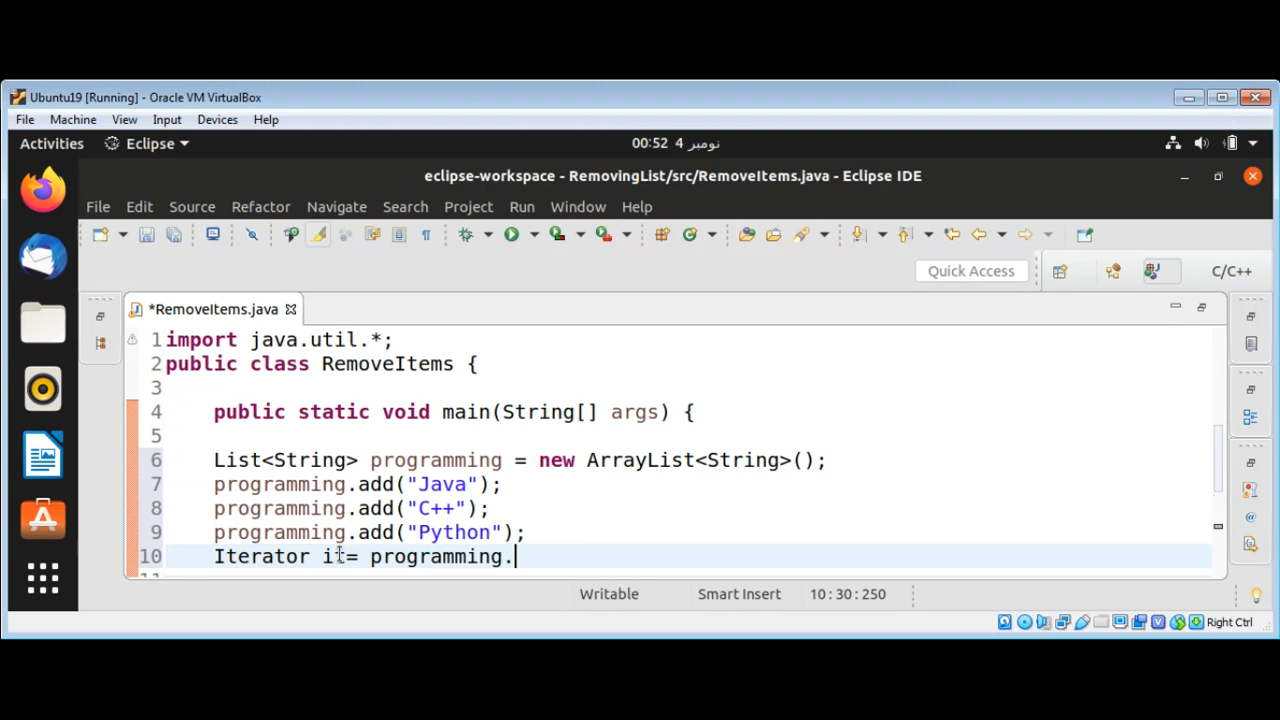 Ubuntu19 [Running] - Oracle VM VirtualBox
File Machine View Input Devices Help
Activities Eclipse 00:52 4 نومبر
eclipse-workspace - RemovingList/src/RemoveItems.java - Eclipse IDE
File Edit Source Refactor Navigate Search Project Run Window Help
Quick Access C/C++
*RemoveItems.java
1 import java.util.*;
2 public class RemoveItems {
3
4 public static void main(String[] args) {
5
6 List<String> programming = new ArrayList<String>();
7 programming.add("Java");
8 programming.add("C++");
9 programming.add("Python");
10 Iterator it= programming.
Writable Smart Insert 10:30:250
Right Ctrl